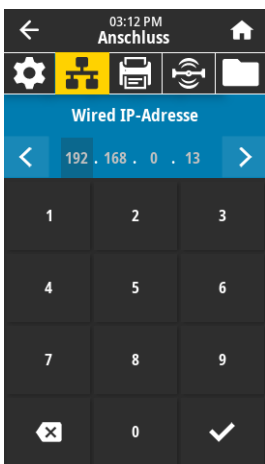 03:12 PM
Anschluss
Wired IP-Adresse
192 . 168 . 0 . 13
1 2 3
4 5 6
7 8 9
0